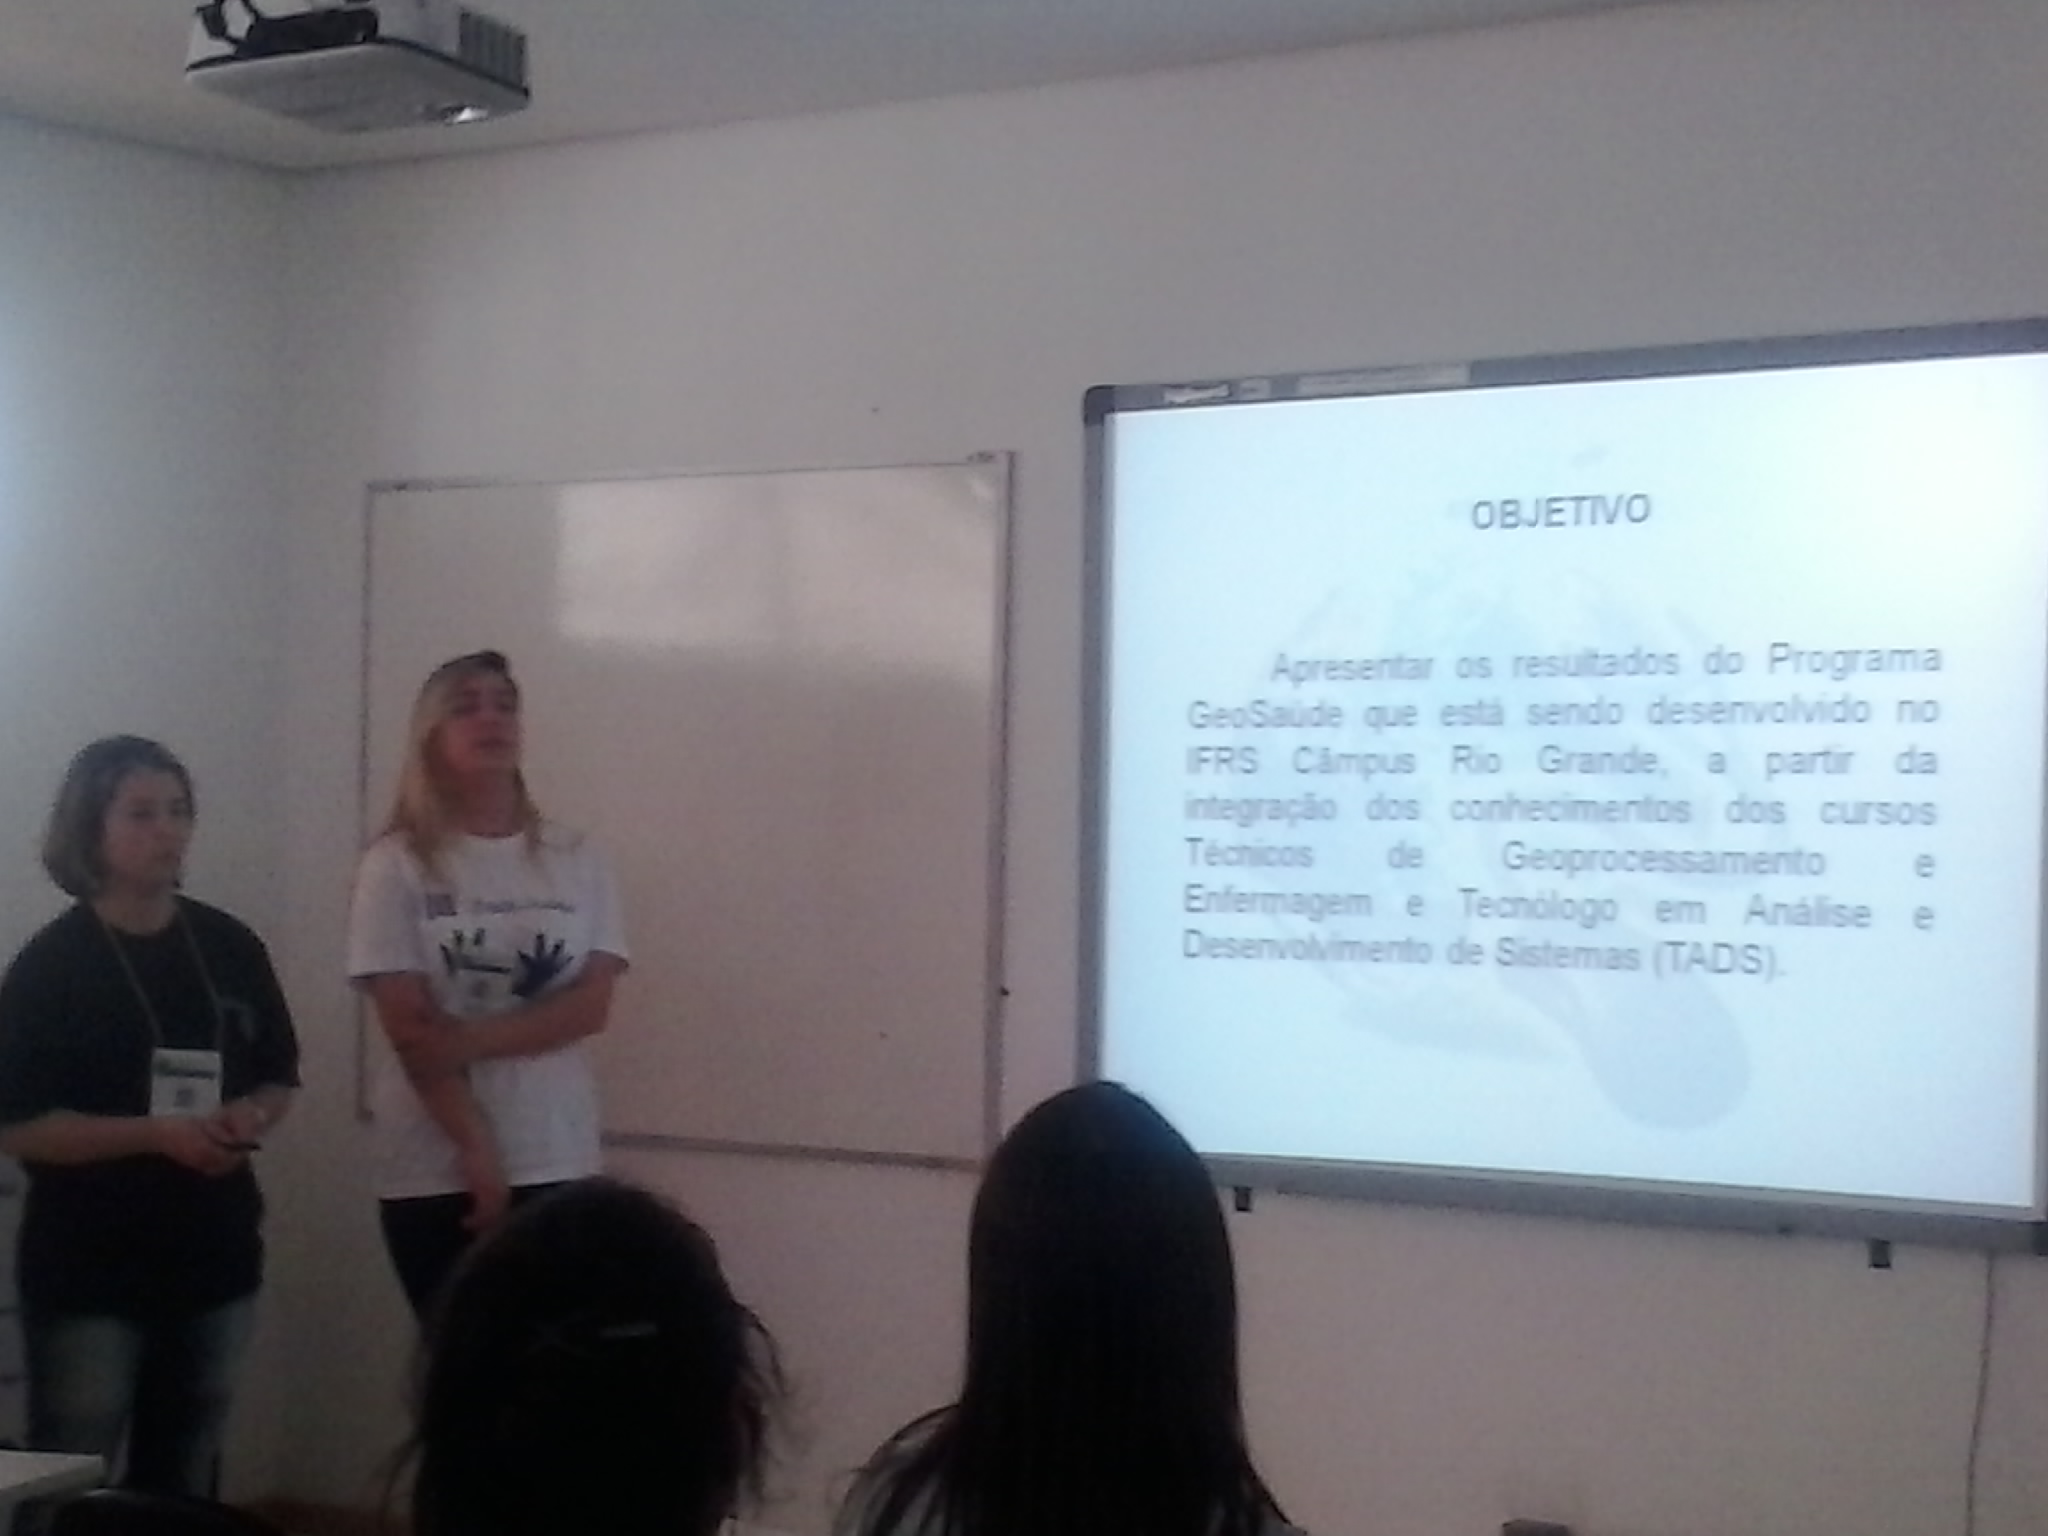 OBJETIVO
Apresentar os resultados do Programa
GeoSaúde que está sendo desenvolvido no
IFRS Câmpus Rio Grande, a partir da
integração dos conhecimentos dos cursos
Técnicos de Geoprocessamento e
Enfermagem e Tecnólogo em Análise e
Desenvolvimento de Sistemas (TADS).